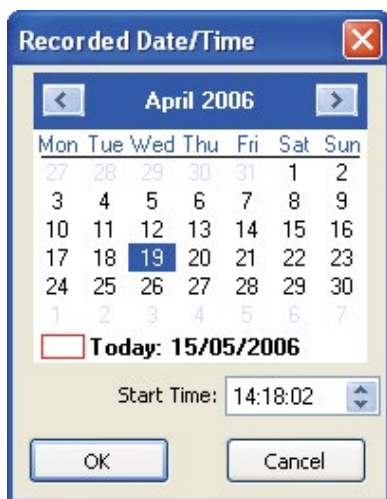 Recorded Date/Time
April 2006
Mon Tue Wed Thu Fri Sat Sun
27 28 29 30 31 1 2
3 4 5 6 7 8 9
10 11 12 13 14 15 16
17 18 19 20 21 22 23
24 25 26 27 28 29 30
1 2 3 4 5 6 7
Today: 15/05/2006
Start Time: 14:18:02
OK Cancel